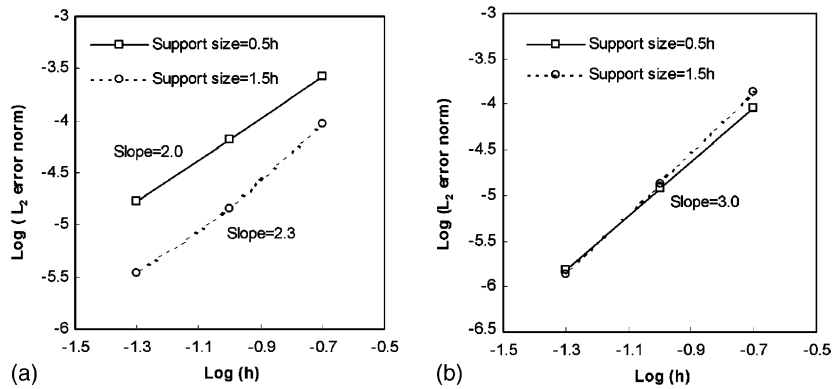 -3
-3.5
-4
-4.5
-5
-5.5
-6
Log ( L2 error norm)
Support size=0.5h
Support size=1.5h
Slope=2.0
Slope=2.3
-1.5
-1.3
-1.1
-0.9
-0.7
-0.5
Log (h)
(a)
-3
-3.5
-4
-4.5
-5
-5.5
-6
-6.5
Log (L2 error norm)
Support size=0.5h
Support size=1.5h
Slope=3.0
-1.5
-1.3
-1.1
-0.9
-0.7
-0.5
Log (h)
(b)